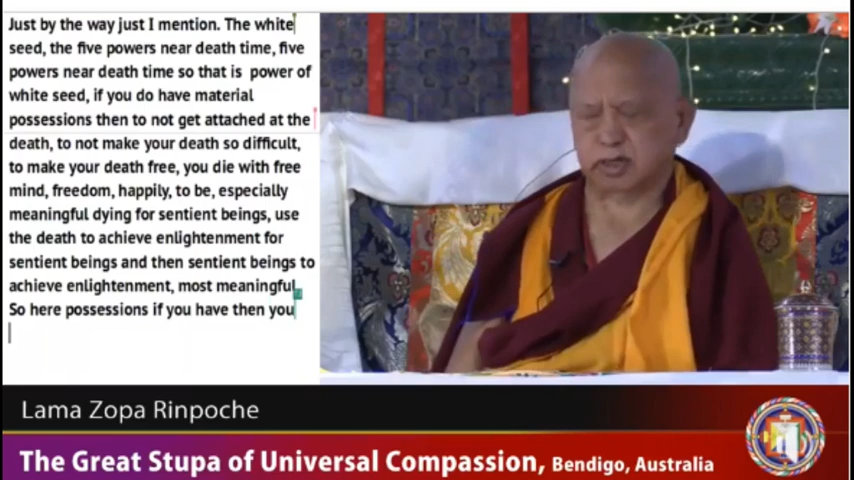 Just by the way just I mention. The white
seed, the five powers near death time, five
powers near death time so that is  power of
white seed, if you do have material
possessions then to not get attached at the
death, to not make your death so difficult,
to make your death free, you die with free
mind, freedom, happily, to be, especially
meaningful dying for sentient beings, use
the death to achieve enlightenment for
sentient beings and then sentient beings to
achieve enlightenment, most meaningful
So here possessions if you have then you
Lama Zopa Rinpoche
The Great Stupa of Universal Compassion, Bendigo, Australia